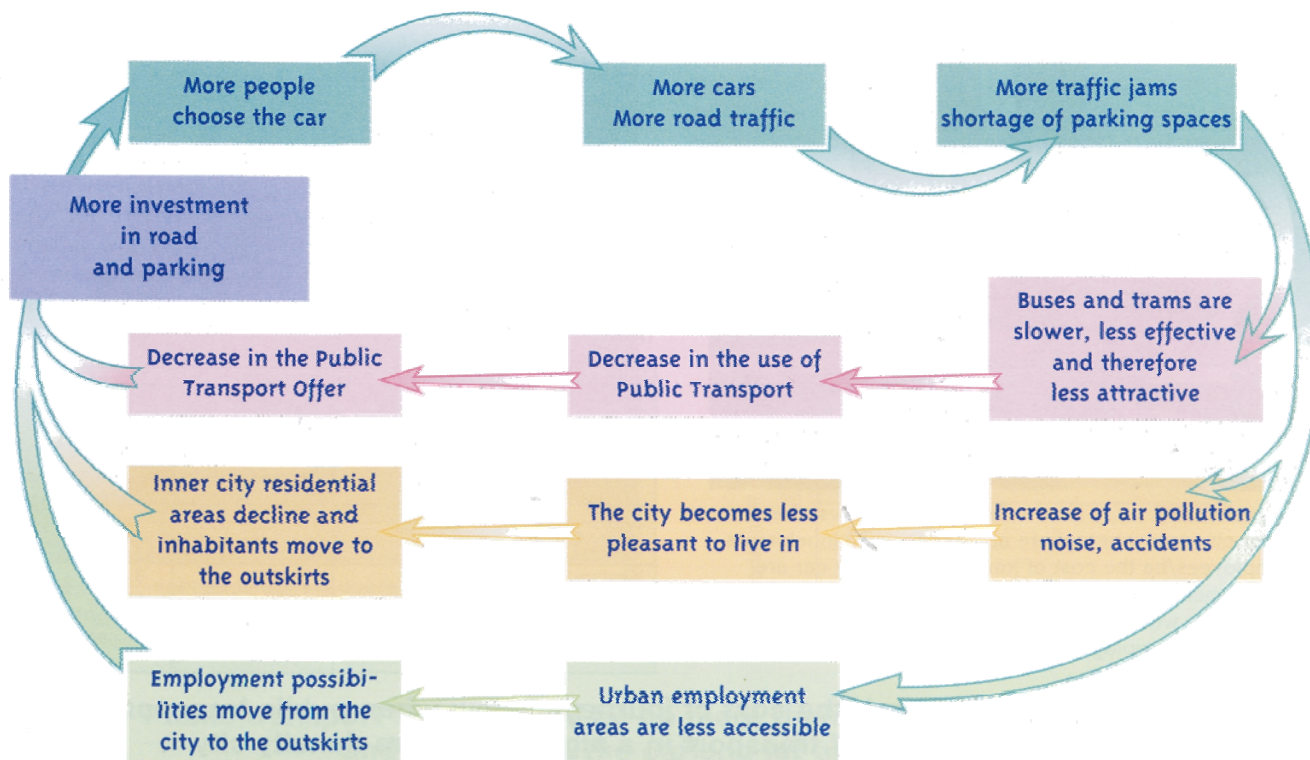 More people
choose the car
More cars
More road traffic
More traffic jams
shortage of parking spaces
More investment
in road
and parking
Buses and trams are
slower, less effective
and therefore
less attractive
Decrease in the use of
Public Transport
Decrease in the Public
Transport Offer
Increase of air pollution
noise, accidents
The city becomes less
pleasant to live in
Inner city residential
areas decline and
inhabitants move to
the outskirts
Urban employment
areas are less accessible
Employment possibi-
lities move from the
city to the outskirts